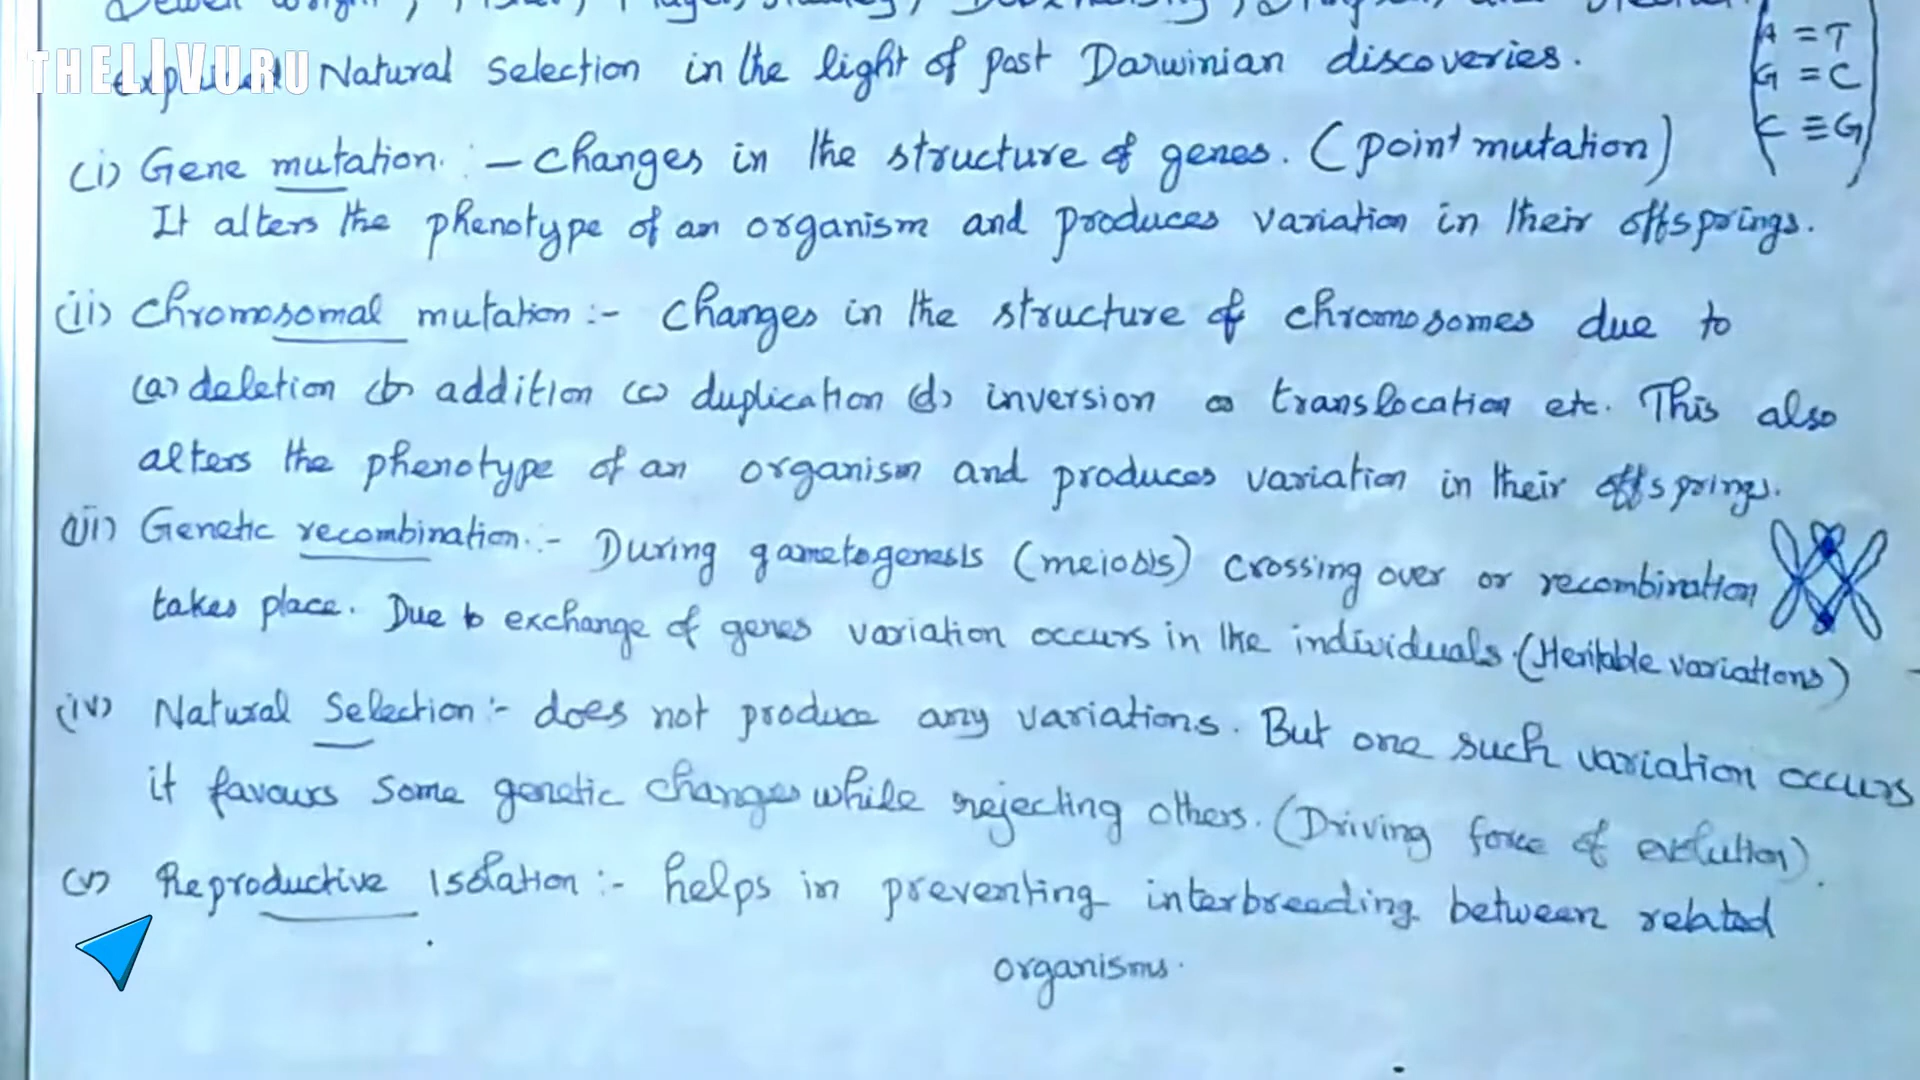 Natural Selection in the light of post Darwinian discoveries.
THELIVURU
A = T
G = C
C ≡ G
(i) Gene mutation :- changes in the structure of genes. (point mutation)
It alters the phenotype of an organism and produces variation in their offsprings.
(ii) Chromosomal mutation :- changes in the structure of chromosomes due to
(a) deletion (b) addition (c) duplication (d) inversion translocation etc. This also
alters the phenotype of an organism and produces variation in their offsprings.
(iii) Genetic recombination :- During gametogenesis (meiosis) crossing over or recombination
takes place. Due to exchange of genes variation occurs in the individuals. (Heritable variations)
(iv) Natural Selection :- does not produce any variations. But one such variation occurs
it favours some genetic changes while rejecting others. (Driving force of evolution).
(v) Reproductive Isolation :- helps in preventing interbreeding between related
organisms.